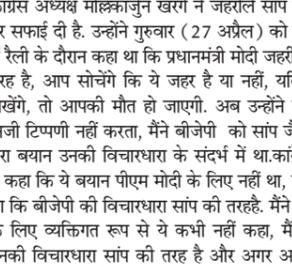 ग्रेस अध्यक्ष मल्लिकार्जुन खरगे ने जहरीले सांप
सफाई दी है. उन्होंने गुरुवार (27 अप्रैल) को
रैली के दौरान कहा था कि प्रधानमंत्री मोदी जहरी
रह है, आप सोचेंगे कि ये जहर है या नहीं, यदि
खेंगे, तो आपकी मौत हो जाएगी. अब उन्होंने
जी टिप्पणी नहीं करता, मैंने बीजेपी को सांप जै
रा बयान उनकी विचारधारा के संदर्भ में था.कांग्रे
कहा कि ये बयान पीएम मोदी के लिए नहीं था,
ा कि बीजेपी की विचारधारा सांप की तरहहै. मैंने
लिए व्यक्तिगत रूप से ये कभी नहीं कहा, मैं
नकी विचारधारा सांप की तरह है और अगर अ